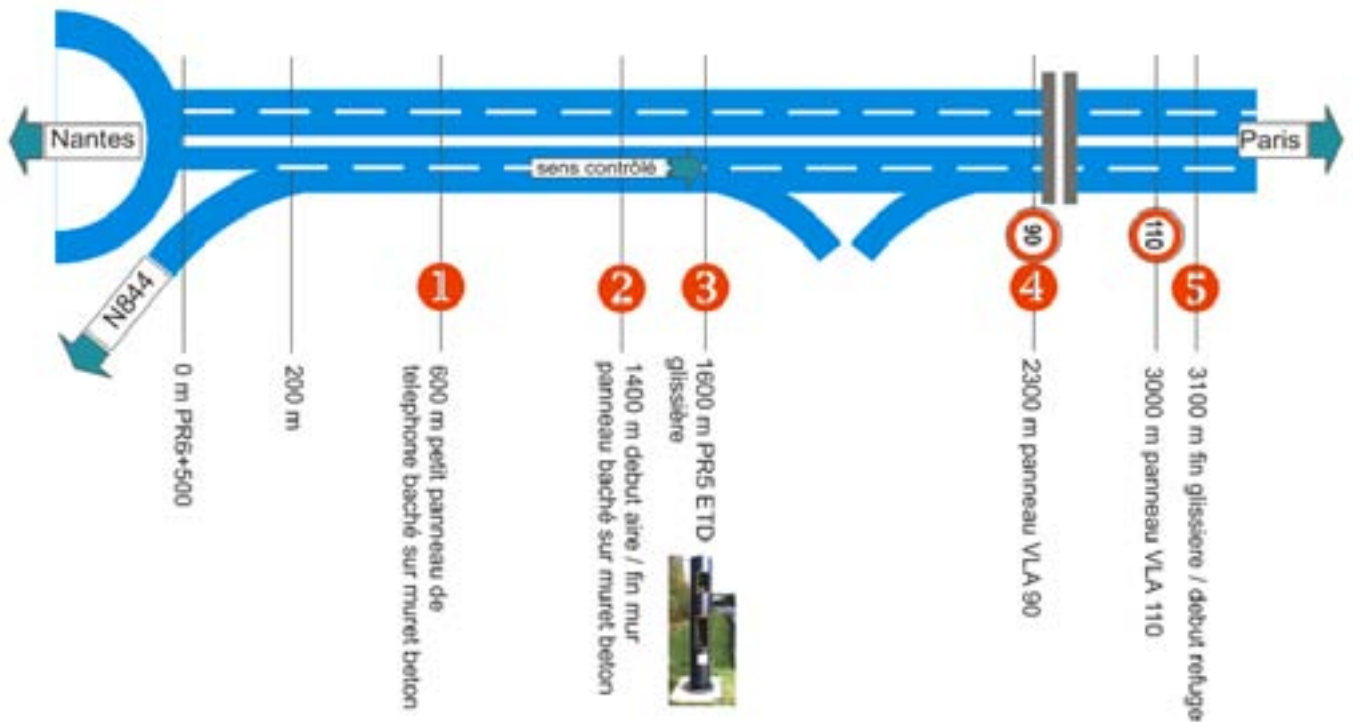 Nantes
Paris
sens contrôlé
N844
90
110
1
2
3
4
5
0 m PR6+500
200 m
600 m petit panneau de
telephone baché sur muret beton
1400 m debut aire / fin mur
panneau baché sur muret beton
1600 m PR5 ETD
glissière
2300 m panneau VLA 90
3000 m panneau VLA 110
3100 m fin glissiere / debut refuge